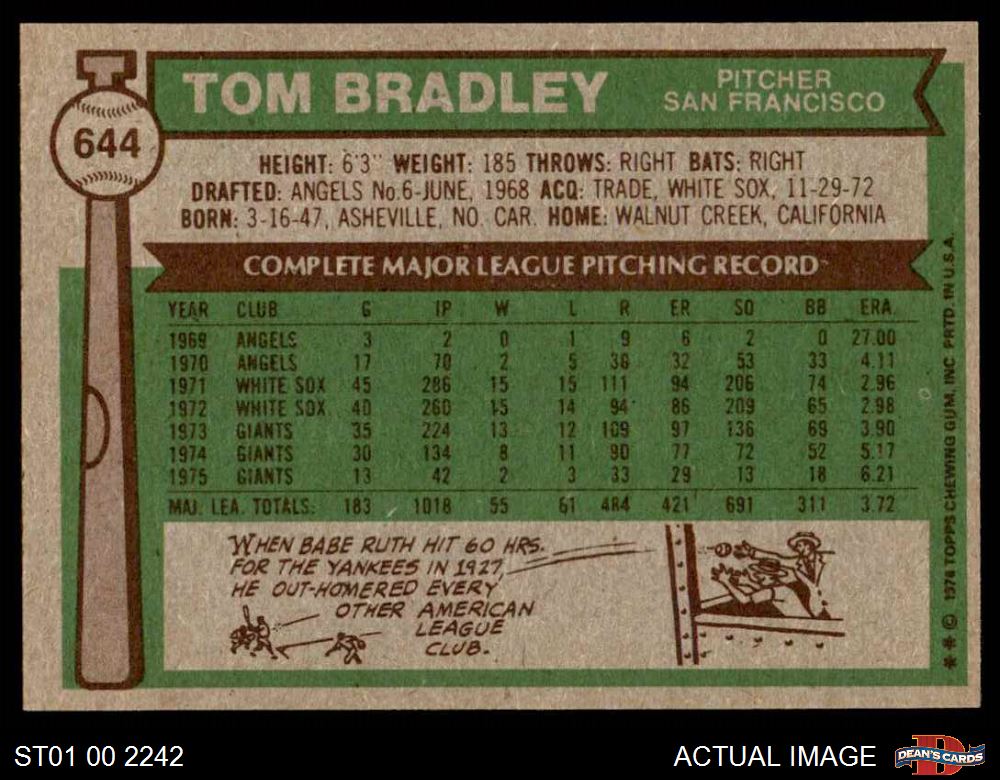 TOM BRADLEY
PITCHER
SAN FRANCISCO
644
HEIGHT: 6'3" WEIGHT: 185 THROWS: RIGHT BATS: RIGHT
DRAFTED: ANGELS No.6-JUNE, 1968 ACQ: TRADE, WHITE SOX, 11-29-72
BORN: 3-16-47, ASHEVILLE, NO. CAR. HOME: WALNUT CREEK, CALIFORNIA
COMPLETE MAJOR LEAGUE PITCHING RECORD
YEAR CLUB G IP W L R ER SO BB ERA
1969 ANGELS 3 2 0 1 9 6 2 0 27.00
1970 ANGELS 17 70 2 5 38 32 53 33 4.11
1971 WHITE SOX 45 286 15 15 111 94 206 74 2.96
1972 WHITE SOX 40 260 15 14 94 86 209 65 2.98
1973 GIANTS 35 224 13 12 109 97 136 69 3.90
1974 GIANTS 30 134 8 11 90 77 72 52 5.17
1975 GIANTS 13 42 2 3 33 29 13 18 6.21
MAJ. LEA. TOTALS: 183 1018 55 61 484 421 691 311 3.72
WHEN BABE RUTH HIT 60 HRS.
FOR THE YANKEES IN 1927,
HE OUT-HOMERED EVERY
OTHER AMERICAN
LEAGUE
CLUB.
** © 1976 TOPPS CHEWING GUM, INC. PRTD. IN U.S.A.
ST01 00 2242
ACTUAL IMAGE
D
DEAN'S CARDS